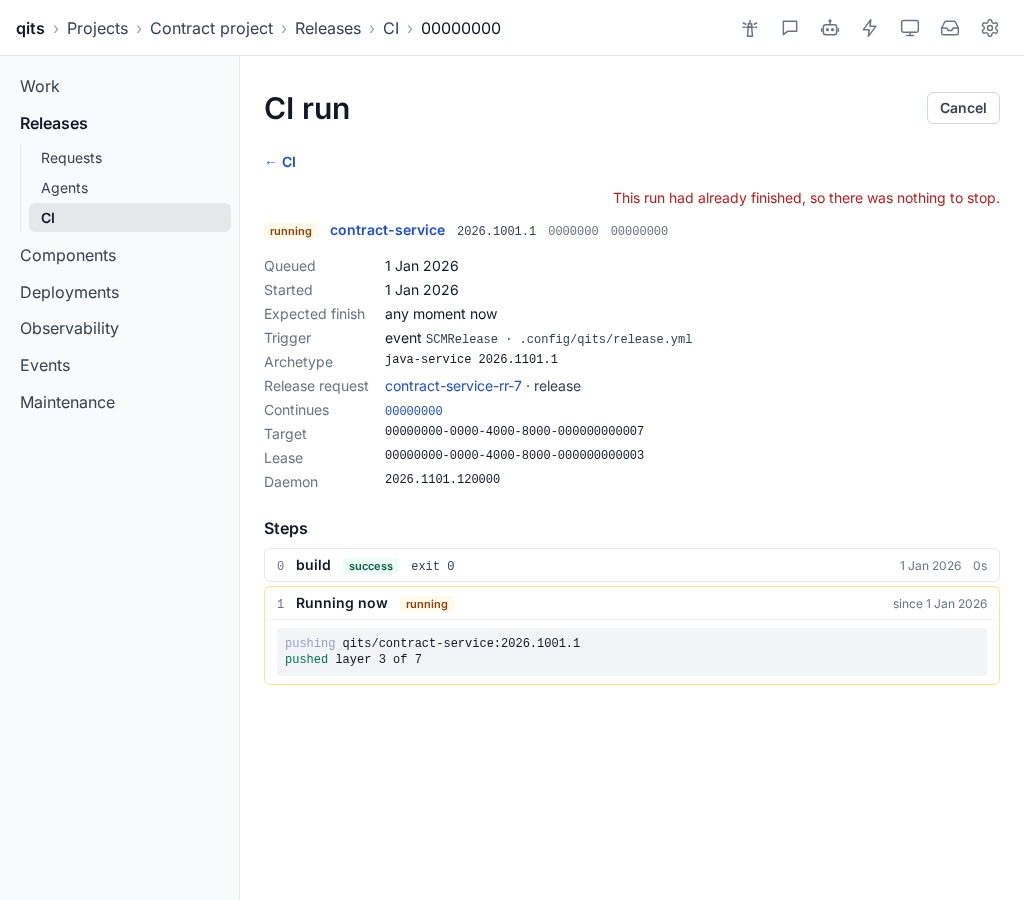 qits › Projects › Contract project › Releases › CI › 00000000
Work
Releases
Requests
Agents
CI
Components
Deployments
Observability
Events
Maintenance
CI run
Cancel
← CI
This run had already finished, so there was nothing to stop.
running contract-service 2026.1001.1 0000000 00000000
Queued 1 Jan 2026
Started 1 Jan 2026
Expected finish any moment now
Trigger event SCMRelease · .config/qits/release.yml
Archetype java-service 2026.1101.1
Release request contract-service-rr-7 · release
Continues 00000000
Target 00000000-0000-4000-8000-000000000007
Lease 00000000-0000-4000-8000-000000000003
Daemon 2026.1101.120000
Steps
0 build success exit 0 1 Jan 2026 0s
1 Running now running since 1 Jan 2026
pushing qits/contract-service:2026.1001.1
pushed layer 3 of 7